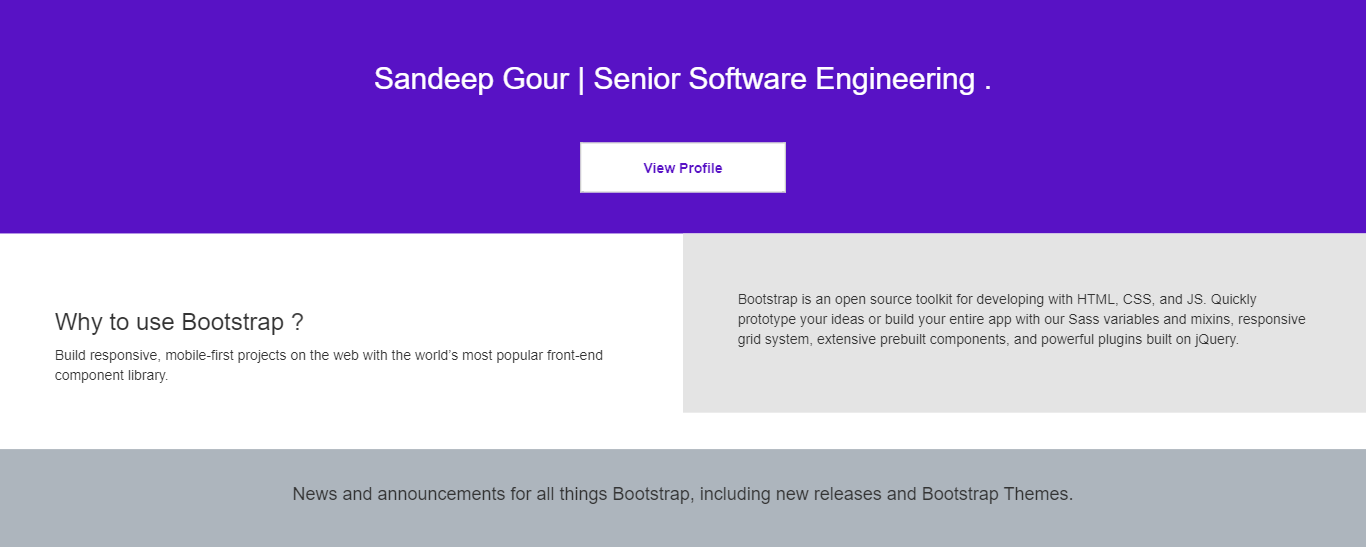 Sandeep Gour | Senior Software Engineering .
View Profile
Why to use Bootstrap ?
Build responsive, mobile-first projects on the web with the world’s most popular front-end
component library.
Bootstrap is an open source toolkit for developing with HTML, CSS, and JS. Quickly
prototype your ideas or build your entire app with our Sass variables and mixins, responsive
grid system, extensive prebuilt components, and powerful plugins built on jQuery.
News and announcements for all things Bootstrap, including new releases and Bootstrap Themes.